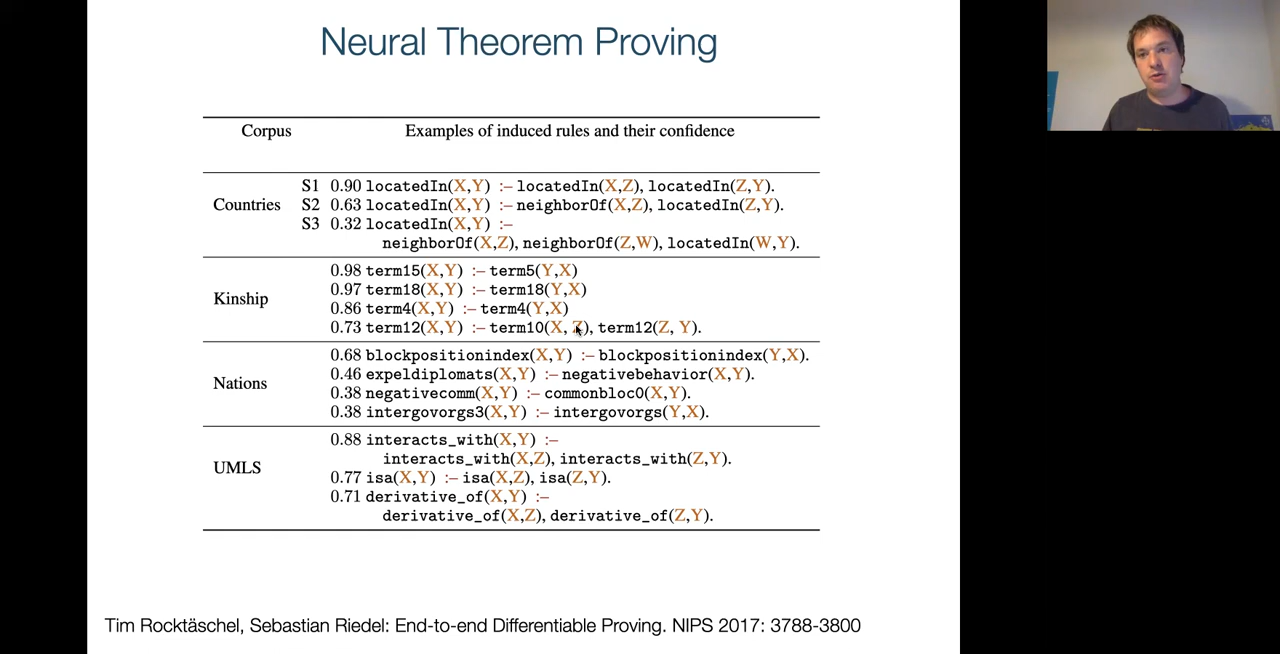 Neural Theorem Proving
Corpus Examples of induced rules and their confidence
S1 0.90 locatedIn(X,Y) :– locatedIn(X,Z), locatedIn(Z,Y).
Countries S2 0.63 locatedIn(X,Y) :– neighborOf(X,Z), locatedIn(Z,Y).
S3 0.32 locatedIn(X,Y) :–
neighborOf(X,Z), neighborOf(Z,W), locatedIn(W,Y).
0.98 term15(X,Y) :– term5(Y,X)
Kinship 0.97 term18(X,Y) :– term18(Y,X)
0.86 term4(X,Y) :– term4(Y,X)
0.73 term12(X,Y) :– term10(X, Z), term12(Z, Y).
0.68 blockpositionindex(X,Y) :– blockpositionindex(Y,X).
Nations 0.46 expeldiplomats(X,Y) :– negativebehavior(X,Y).
0.38 negativecomm(X,Y) :– commonbloc0(X,Y).
0.38 intergovorgs3(X,Y) :– intergovorgs(Y,X).
0.88 interacts_with(X,Y) :–
interacts_with(X,Z), interacts_with(Z,Y).
UMLS 0.77 isa(X,Y) :– isa(X,Z), isa(Z,Y).
0.71 derivative_of(X,Y) :–
derivative_of(X,Z), derivative_of(Z,Y).
Tim Rocktäschel, Sebastian Riedel: End-to-end Differentiable Proving. NIPS 2017: 3788-3800